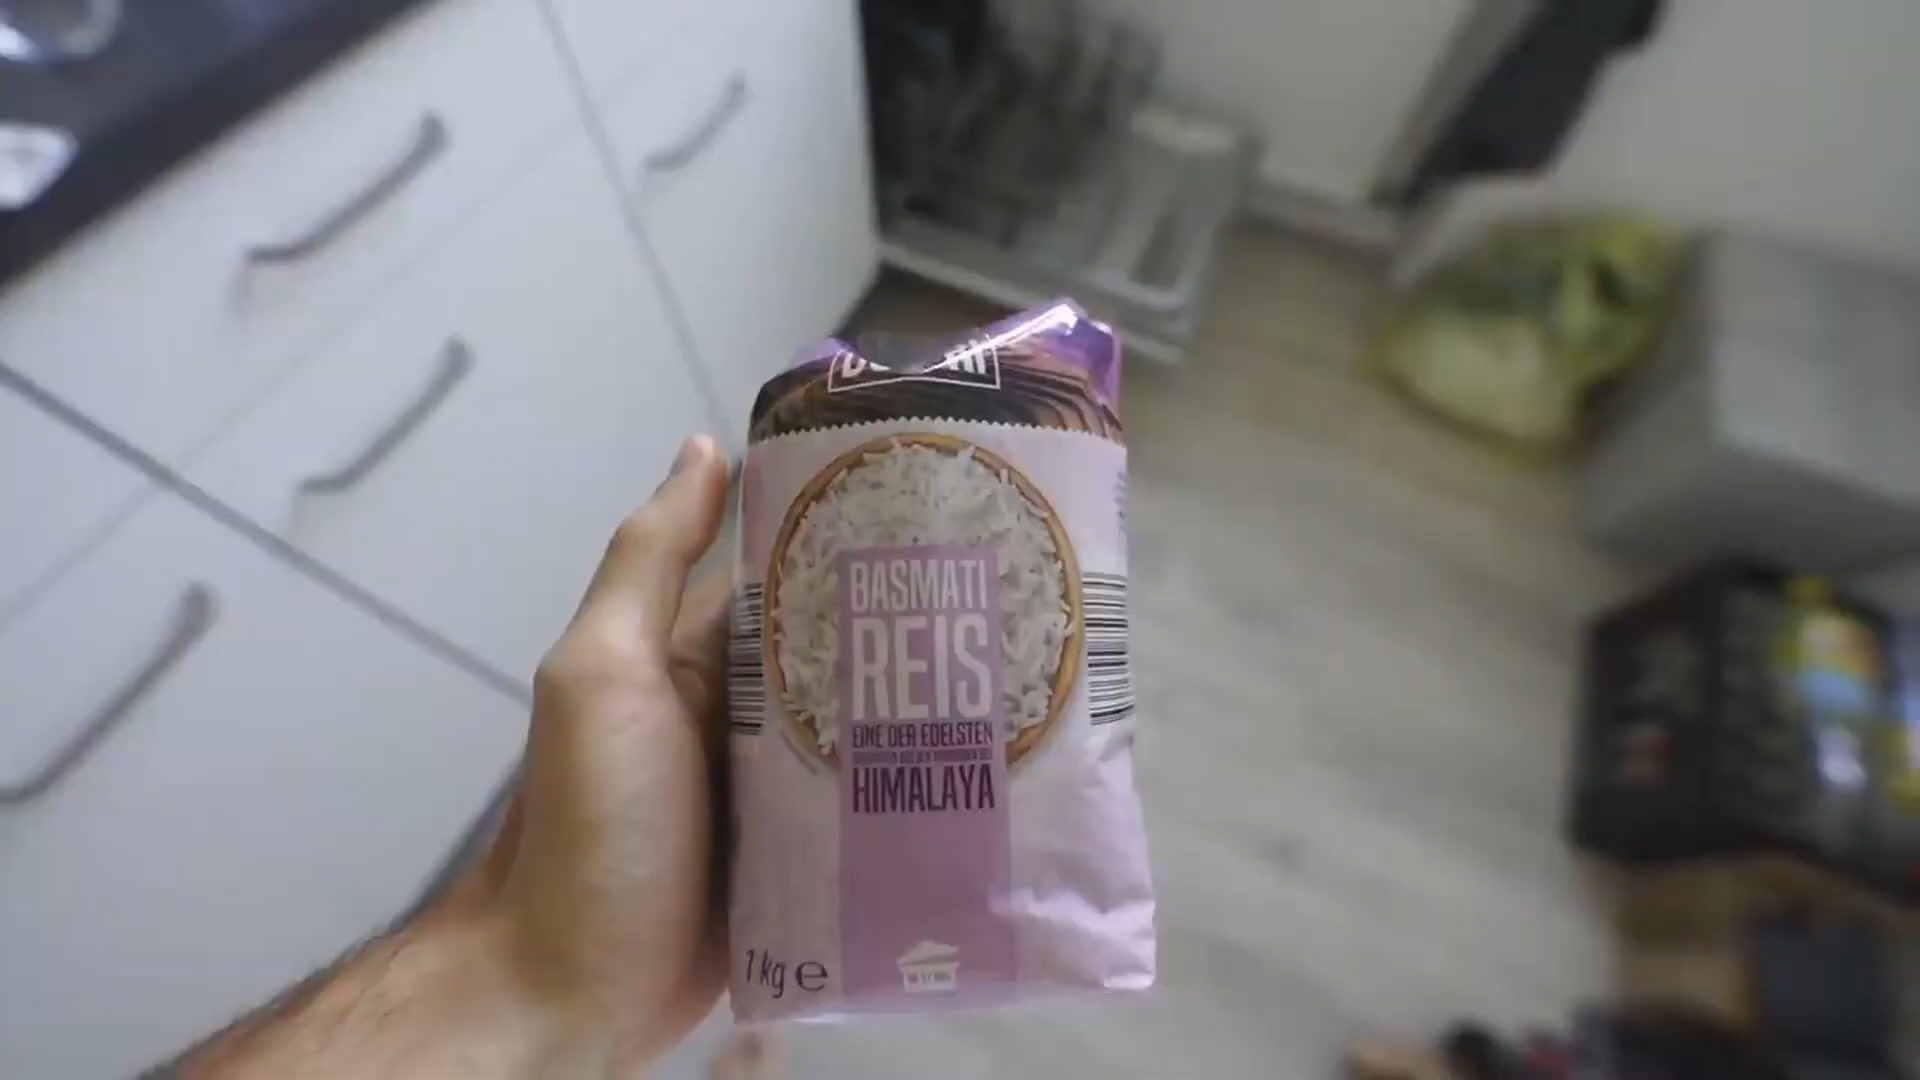 BASMATI
REIS
EINE DER EDELSTEN
HIMALAYA
1 kg e